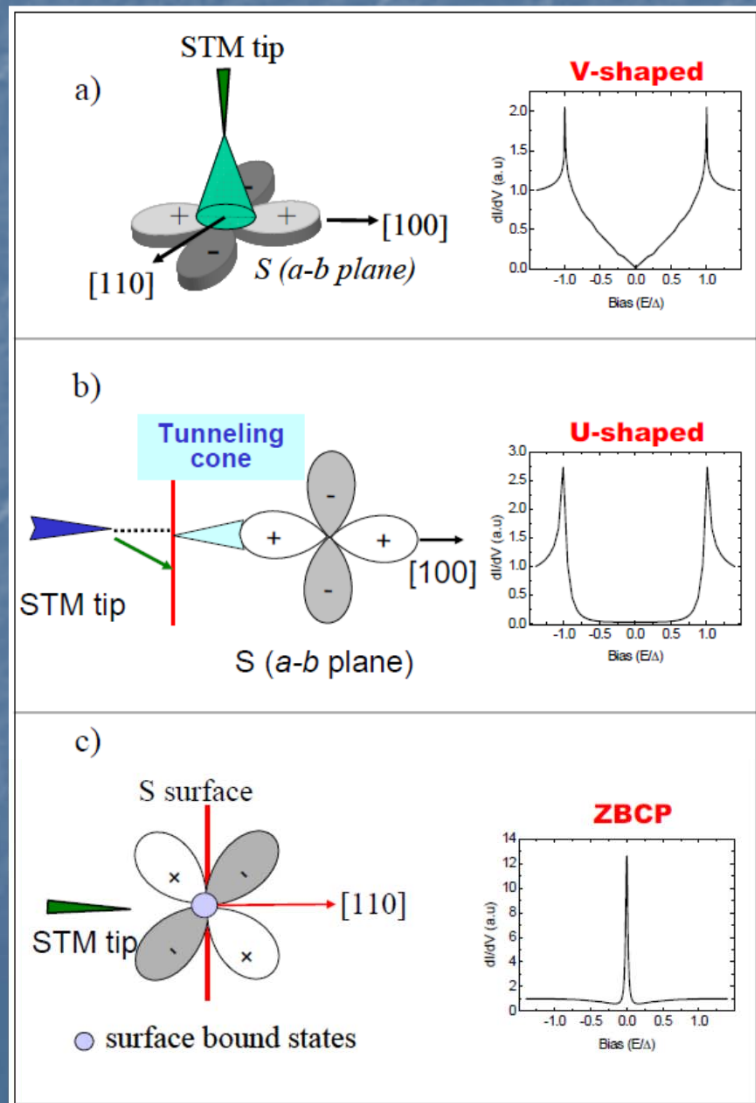 a)
STM tip
+
-
+
-
[100]
[110]
S (a-b plane)
V-shaped
dI/dV (a.u)
2.0
1.5
1.0
0.5
0.0
-1.0 -0.5 0.0 0.5 1.0
Bias (E/Δ)
b)
Tunneling
cone
STM tip
-
+
+
-
[100]
S (a-b plane)
U-shaped
dI/dV (a.u)
3.0
2.5
2.0
1.5
1.0
0.5
0.0
-1.0 -0.5 0.0 0.5 1.0
Bias (E/Δ)
c)
S surface
+
-
-
+
[110]
STM tip
surface bound states
ZBCP
dI/dV (a.u)
14
12
10
8
6
4
2
0
-1.0 -0.5 0.0 0.5 1.0
Bias (E/Δ)